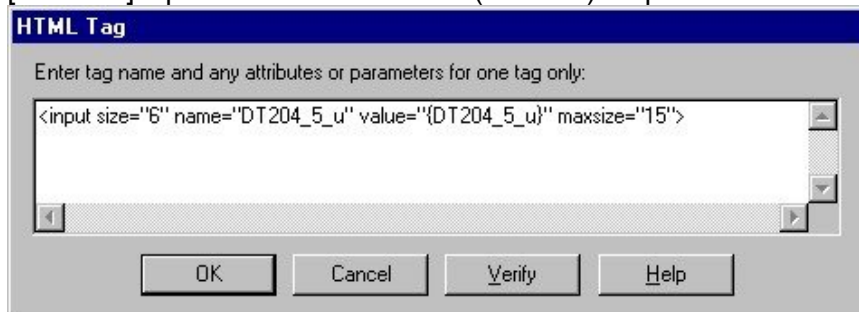 HTML Tag
Enter tag name and any attributes or parameters for one tag only:
<input size="6" name="DT204_5_u" value="{DT204_5_u}" maxsize="15">
OK Cancel Verify Help